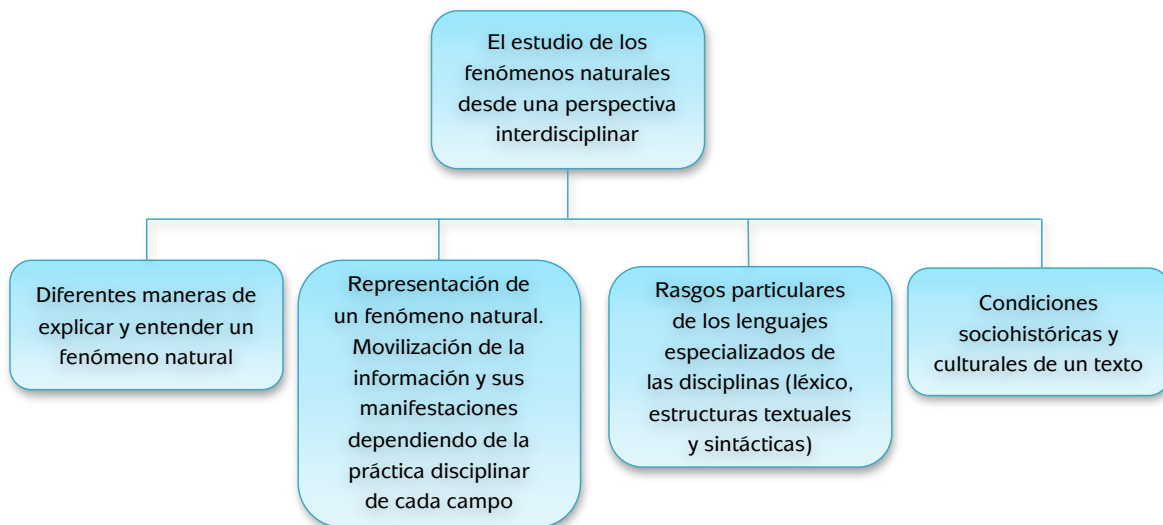 El estudio de los
fenómenos naturales
desde una perspectiva
interdisciplinar
Diferentes maneras de
explicar y entender un
fenómeno natural
Representación de
un fenómeno natural.
Movilización de la
información y sus
manifestaciones
dependiendo de la
práctica disciplinar
de cada campo
Rasgos particulares
de los lenguajes
especializados de
las disciplinas (léxico,
estructuras textuales
y sintácticas)
Condiciones
sociohistóricas y
culturales de un texto